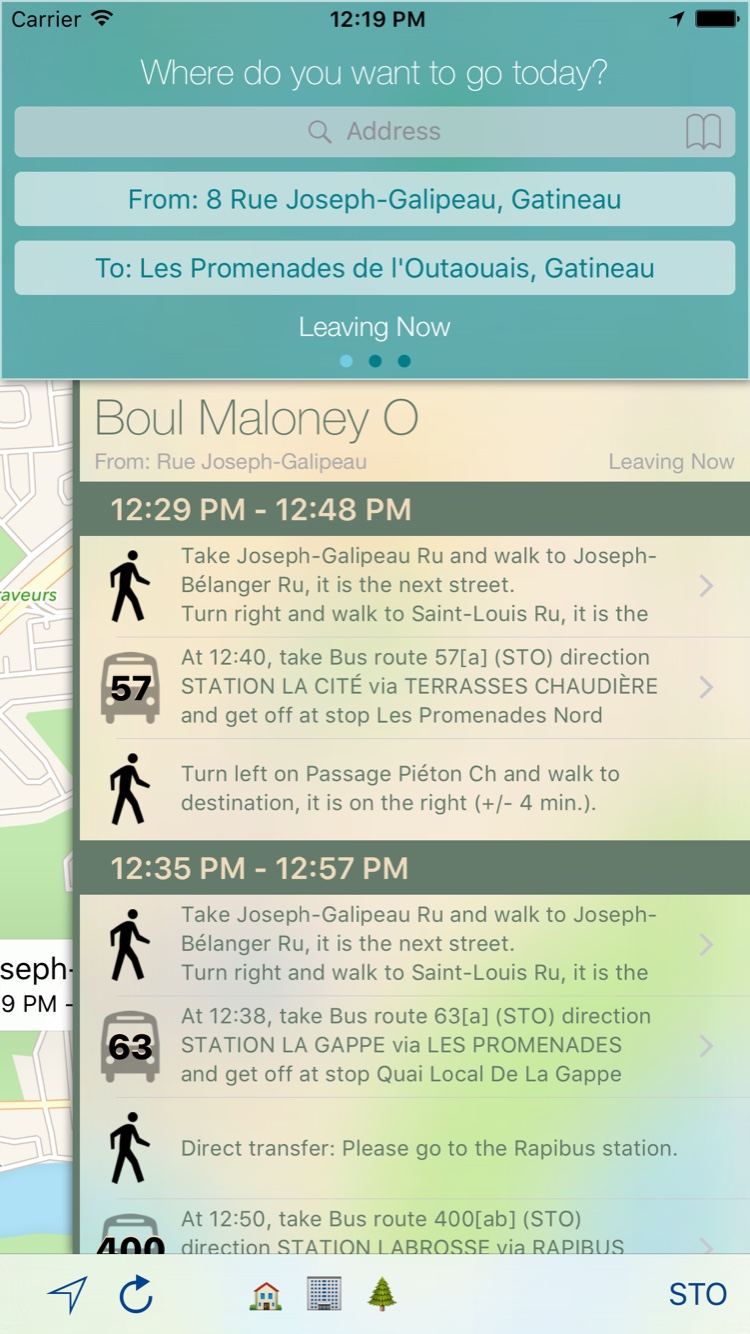 Carrier 12:19 PM
Where do you want to go today?
Address
From: 8 Rue Joseph-Galipeau, Gatineau
To: Les Promenades de l'Outaouais, Gatineau
Leaving Now
Boul Maloney O
From: Rue Joseph-Galipeau Leaving Now
12:29 PM - 12:48 PM
Take Joseph-Galipeau Ru and walk to Joseph-
Bélanger Ru, it is the next street.
Turn right and walk to Saint-Louis Ru, it is the
At 12:40, take Bus route 57[a] (STO) direction
57
STATION LA CITÉ via TERRASSES CHAUDIÈRE
and get off at stop Les Promenades Nord
Turn left on Passage Piéton Ch and walk to
destination, it is on the right (+/- 4 min.).
12:35 PM - 12:57 PM
Take Joseph-Galipeau Ru and walk to Joseph-
Bélanger Ru, it is the next street.
Turn right and walk to Saint-Louis Ru, it is the
At 12:38, take Bus route 63[a] (STO) direction
63
STATION LA GAPPE via LES PROMENADES
and get off at stop Quai Local De La Gappe
Direct transfer: Please go to the Rapibus station.
At 12:50, take Bus route 400[ab] (STO)
400
direction STATION LABROSSE via RAPIBUS
aveurs
seph-
9 PM -
STO